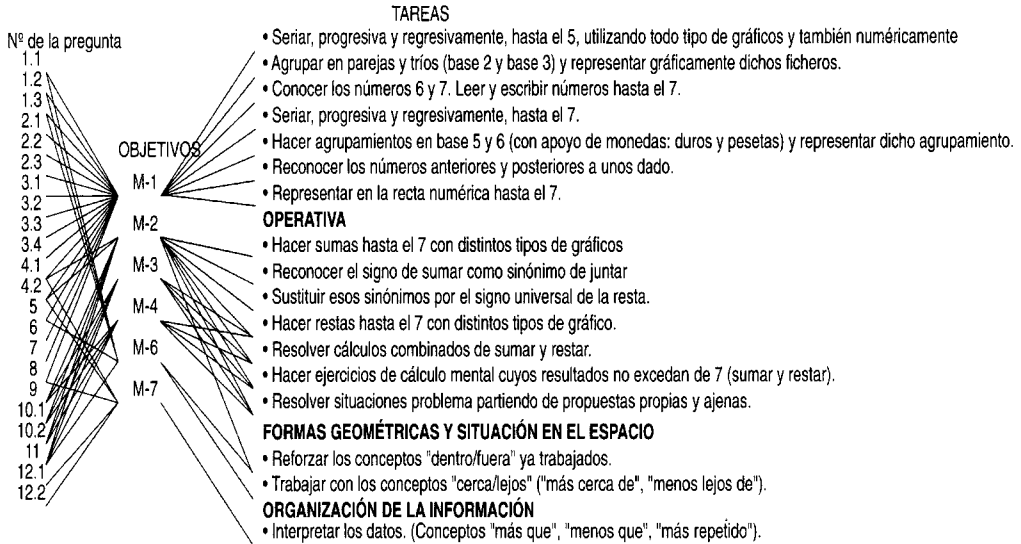 TAREAS
Nº de la pregunta
1.1
1.2
1.3
2.1
2.2
2.3
3.1
3.2
3.3
3.4
4.1
4.2
5
6
7
8
9
10.1
10.2
11
12.1
12.2
OBJETIVOS
M-1
M-2
M-3
M-4
M-6
M-7
• Seriar, progresiva y regresivamente, hasta el 5, utilizando todo tipo de gráficos y también numéricamente
• Agrupar en parejas y tríos (base 2 y base 3) y representar gráficamente dichos ficheros.
• Conocer los números 6 y 7. Leer y escribir números hasta el 7.
• Seriar, progresiva y regresivamente, hasta el 7.
• Hacer agrupamientos en base 5 y 6 (con apoyo de monedas: duros y pesetas) y representar dicho agrupamiento.
• Reconocer los números anteriores y posteriores a unos dado.
• Representar en la recta numérica hasta el 7.
OPERATIVA
• Hacer sumas hasta el 7 con distintos tipos de gráficos
• Reconocer el signo de sumar como sinónimo de juntar
• Sustituir esos sinónimos por el signo universal de la resta.
• Hacer restas hasta el 7 con distintos tipos de gráfico.
• Resolver cálculos combinados de sumar y restar.
• Hacer ejercicios de cálculo mental cuyos resultados no excedan de 7 (sumar y restar).
• Resolver situaciones problema partiendo de propuestas propias y ajenas.
FORMAS GEOMÉTRICAS Y SITUACIÓN EN EL ESPACIO
• Reforzar los conceptos "dentro/fuera" ya trabajados.
• Trabajar con los conceptos "cerca/lejos" ("más cerca de", "menos lejos de").
ORGANIZACIÓN DE LA INFORMACIÓN
• Interpretar los datos. (Conceptos "más que", "menos que", "más repetido").